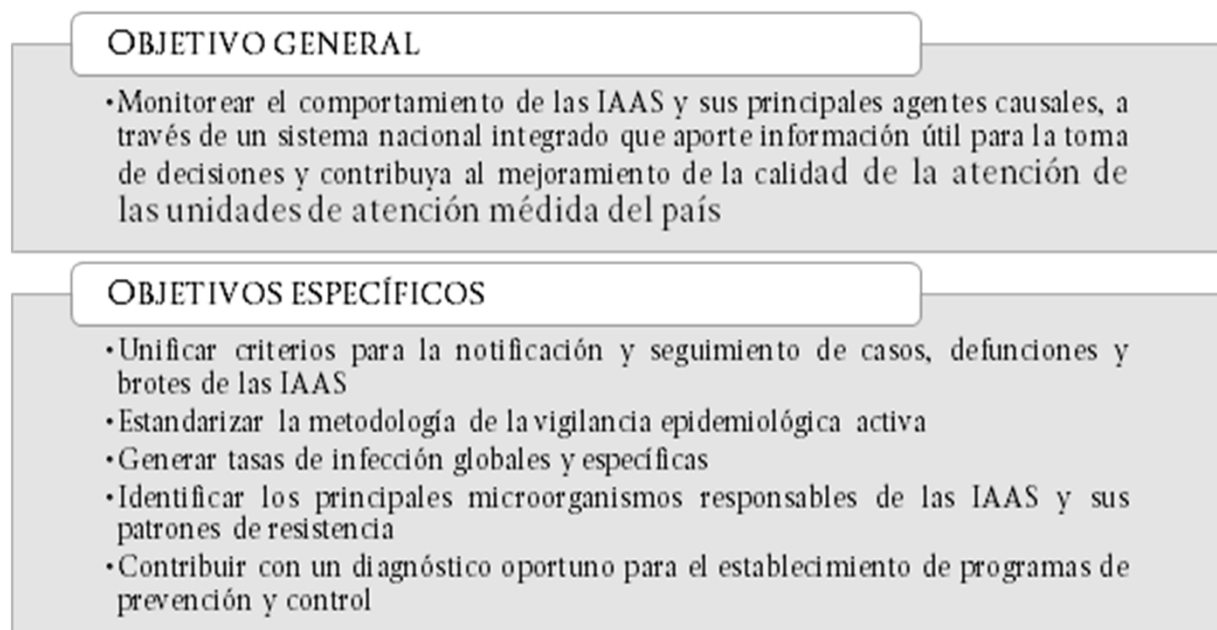 OBJETIVO GENERAL
•Monitorear el comportamiento de las IAAS y sus principales agentes causales, a
través de un sistema nacional integrado que aporte información útil para la toma
de decisiones y contribuya al mejoramiento de la calidad de la atención de
las unidades de atención médida del país
OBJETIVOS ESPECÍFICOS
•Unificar criterios para la notificación y seguimiento de casos, defunciones y
brotes de las IAAS
•Estandarizar la metodología de la vigilancia epidemiológica activa
•Generar tasas de infección globales y específicas
•Identificar los principales microorganismos responsables de las IAAS y sus
patrones de resistencia
•Contribuir con un diagnóstico oportuno para el establecimiento de programas de
prevención y control